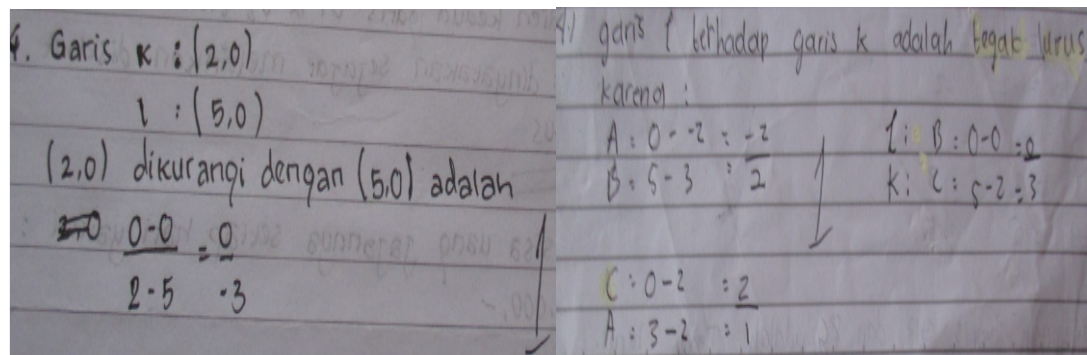 4. Garis k : (2,0)
l : (5,0)
(2,0) dikurangi dengan (5,0) adalah
: 0-0 = 0
2-5 -3
4.) garis l terhadap garis k adalah tegak lurus
karena :
A : 0 - -2 : -2
B : 5 - 3 : 2
l : B : 0-0 = 0
K : C : 5-2 = 3
C : 0-2 : 2
A : 3-2 : 1